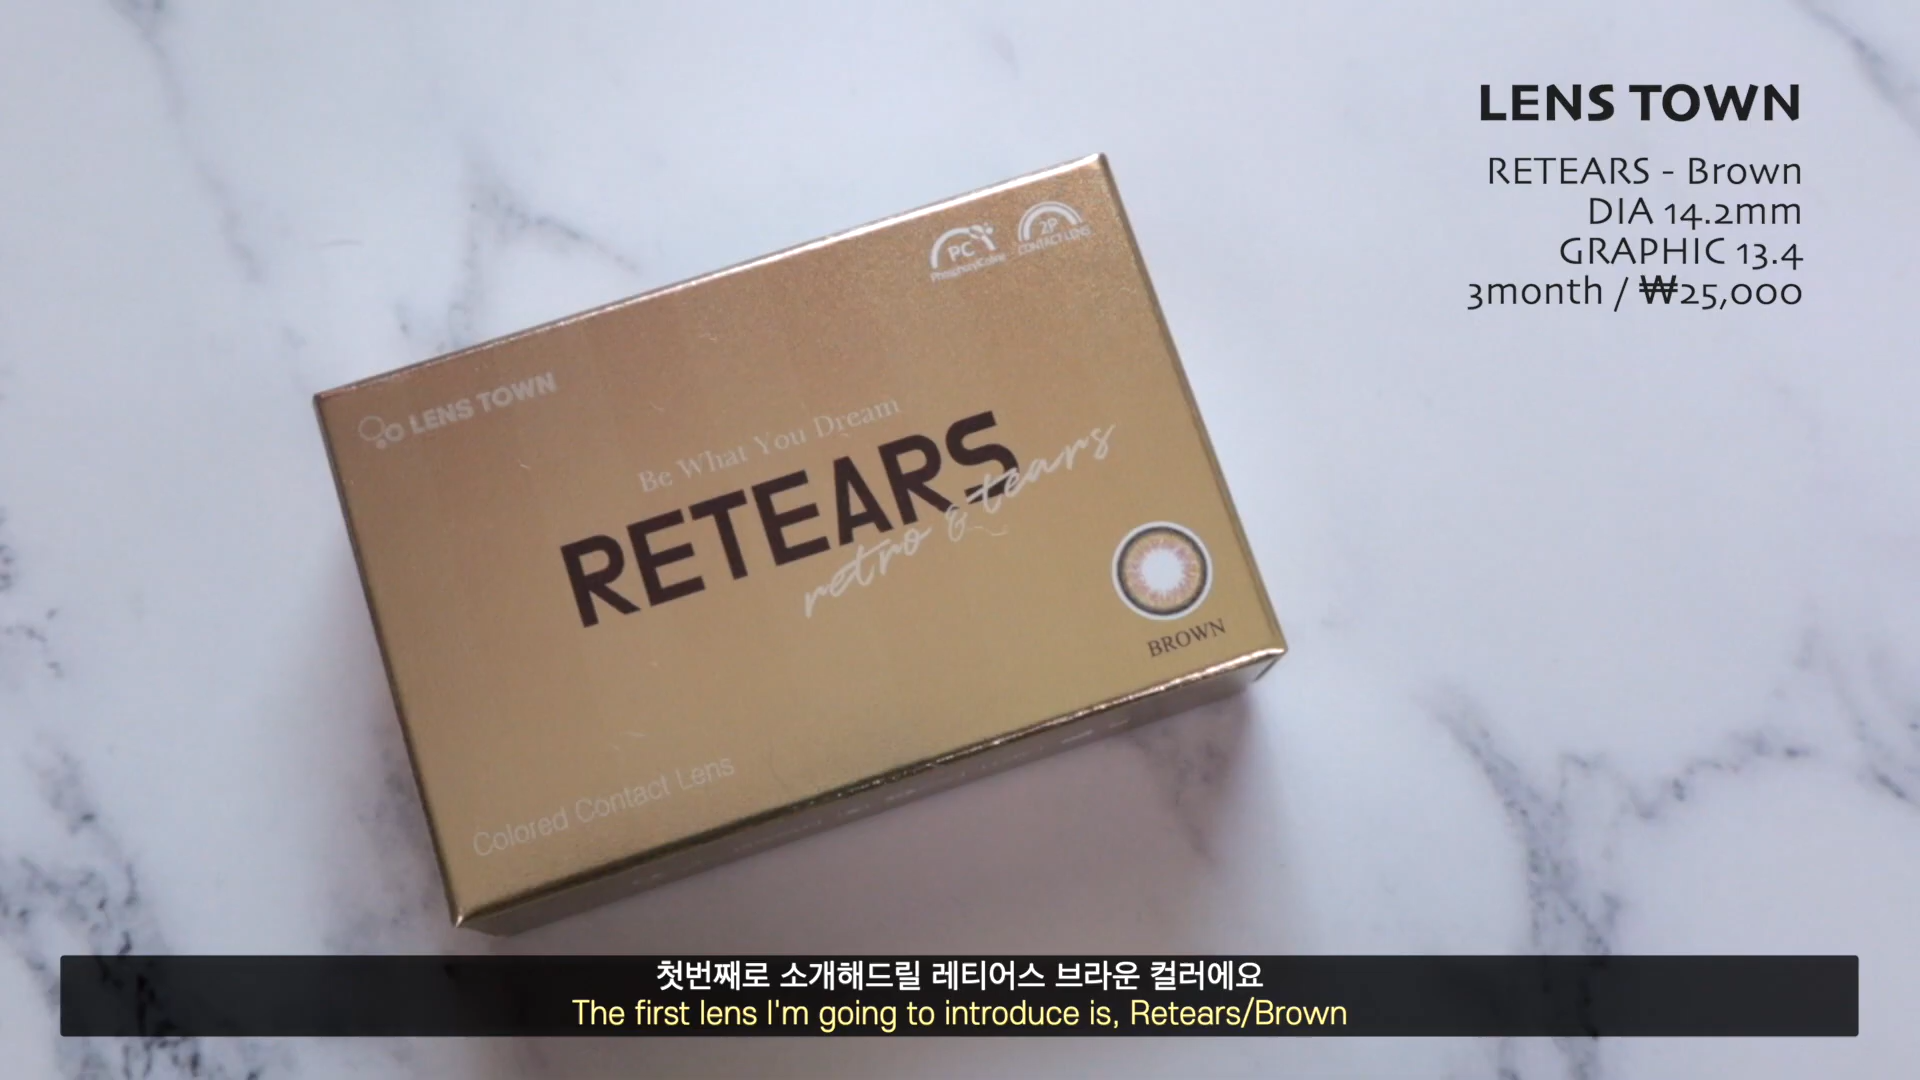 LENS TOWN
RETEARS - Brown
DIA 14.2mm
GRAPHIC 13.4
3month / ₩25,000
PC
2P
CONTACT LENS
LENS TOWN
Be What You Dream
RETEARS
retro & tears
BROWN
Colored Contact Lens
첫번째로 소개해드릴 레티어스 브라운 컬러에요
The first lens I'm going to introduce is, Retears/Brown